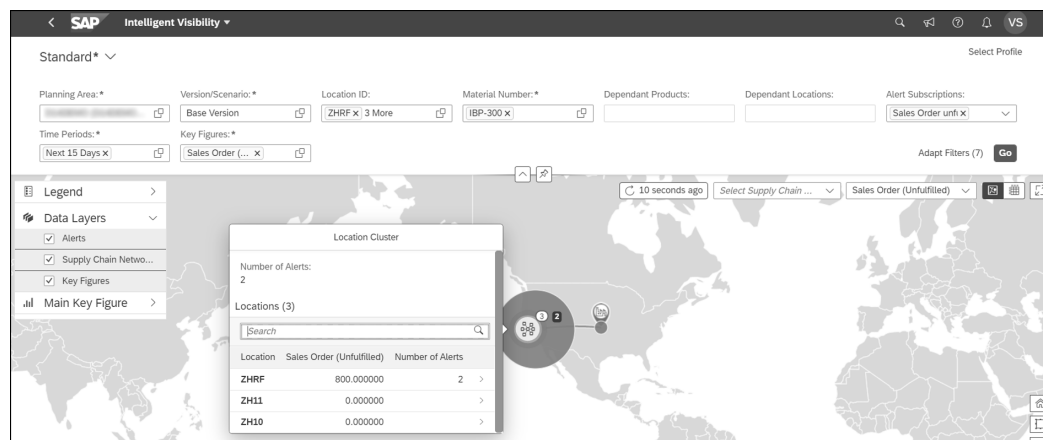 SAP Intelligent Visibility VS
Standard* Select Profile
Planning Area:* Version/Scenario:* Location ID: Material Number:* Dependant Products: Dependant Locations: Alert Subscriptions:
Base Version ZHRF 3 More IBP-300 Sales Order unfi
Time Periods:* Key Figures:*
Next 15 Days Sales Order (... Adapt Filters (7) Go
Legend 10 seconds ago Select Supply Chain ... Sales Order (Unfulfilled)
Data Layers
Alerts
Supply Chain Netwo...
Key Figures
Main Key Figure
Location Cluster
Number of Alerts:
2
Locations (3)
Search
3 2
Location Sales Order (Unfulfilled) Number of Alerts
ZHRF 800.000000 2
ZH11 0.000000
ZH10 0.000000